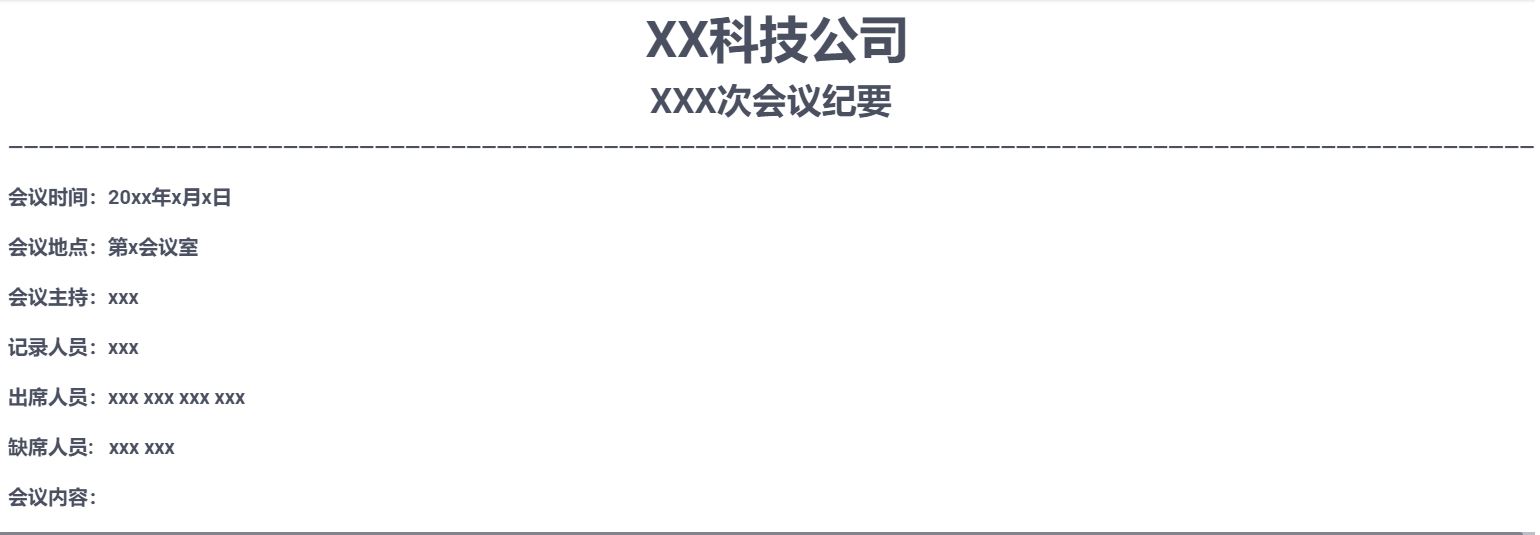 XX科技公司
XXX次会议纪要
会议时间：20xx年x月x日
会议地点：第x会议室
会议主持：xxx
记录人员：xxx
出席人员：xxx xxx xxx xxx
缺席人员： xxx xxx
会议内容：